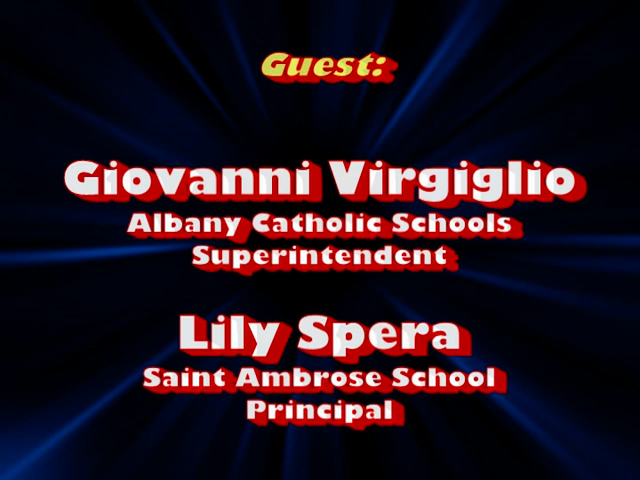 Guest:
Giovanni Virgiglio
Albany Catholic Schools
Superintendent
Lily Spera
Saint Ambrose School
Principal